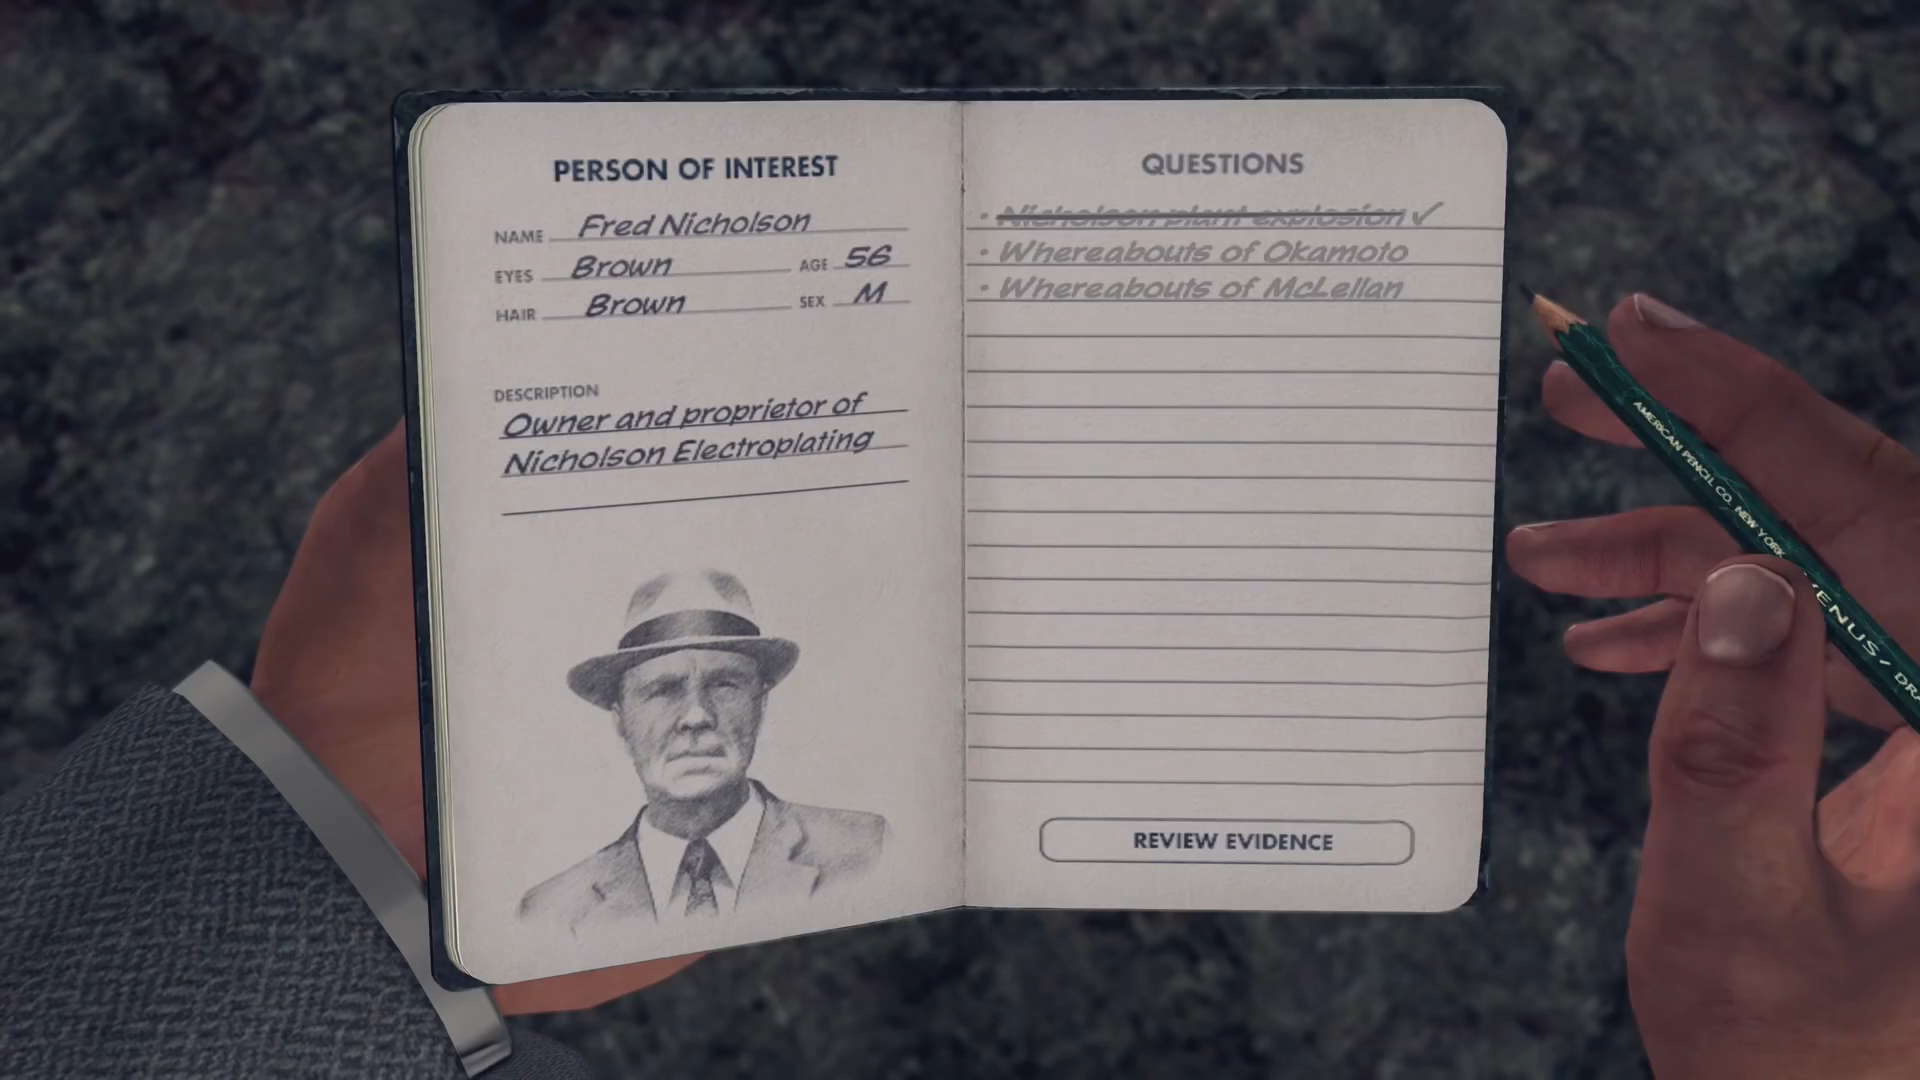 PERSON OF INTEREST
NAME Fred Nicholson
EYES Brown AGE 56
HAIR Brown SEX M
DESCRIPTION
Owner and proprietor of
Nicholson Electroplating
QUESTIONS
• Nicholson plant explosion ✓
• Whereabouts of Okamoto
• Whereabouts of McLellan
REVIEW EVIDENCE
AMERICAN PENCIL CO. NEW YORK